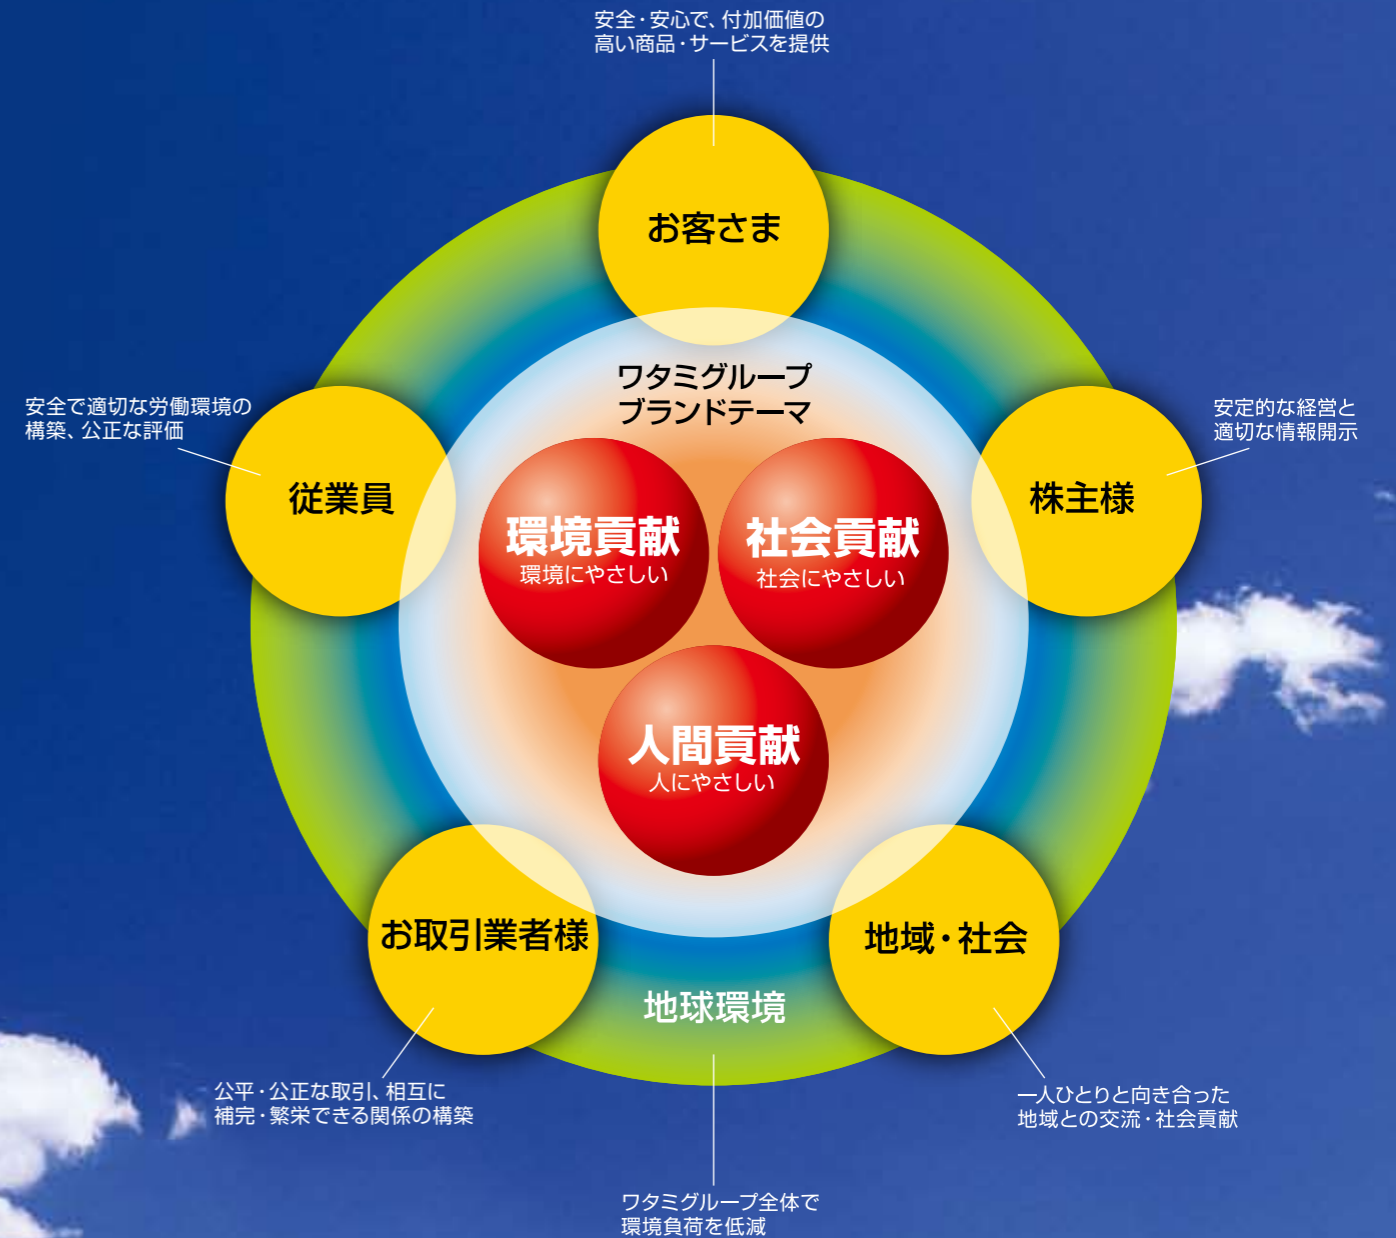 安全・安心で、付加価値の
高い商品・サービスを提供
お客さま
ワタミグループ
ブランドテーマ
安全で適切な労働環境の
構築、公正な評価
従業員
安定的な経営と
適切な情報開示
株主様
環境貢献
環境にやさしい
社会貢献
社会にやさしい
人間貢献
人にやさしい
お取引業者様
地域・社会
地球環境
公平・公正な取引、相互に
補完・繁栄できる関係の構築
一人ひとりと向き合った
地域との交流・社会貢献
ワタミグループ全体で
環境負荷を低減